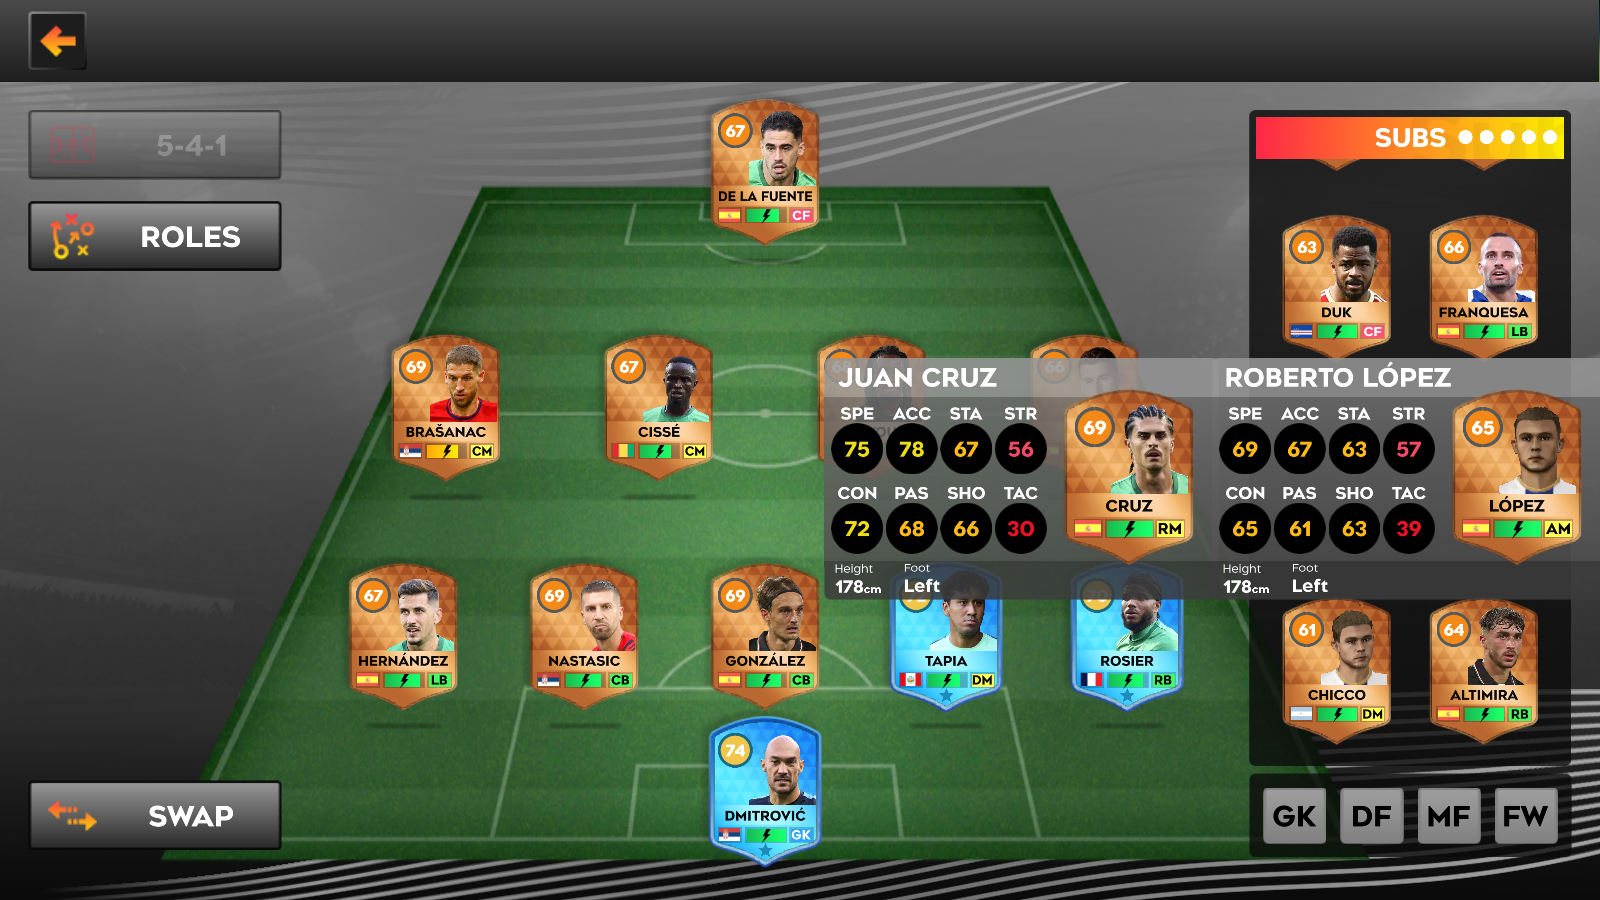 5-4-1
ROLES
SWAP
67
DE LA FUENTE
CF
SUBS
63
DUK
CF
66
FRANQUESA
LB
69
BRAŠANAC
CM
67
CISSÉ
CM
66
JUAN CRUZ
SPE ACC STA STR
75 78 67 56
CON PAS SHO TAC
72 68 66 30
Height Foot
178cm Left
69
CRUZ
RM
ROBERTO LÓPEZ
SPE ACC STA STR
69 67 63 57
CON PAS SHO TAC
65 61 63 39
Height Foot
178cm Left
65
LÓPEZ
AM
67
HERNÁNDEZ
LB
69
NASTASIC
CB
69
GONZÁLEZ
CB
TAPIA
DM
ROSIER
RB
61
CHICCO
DM
64
ALTIMIRA
RB
74
DMITROVIĆ
GK
GK DF MF FW